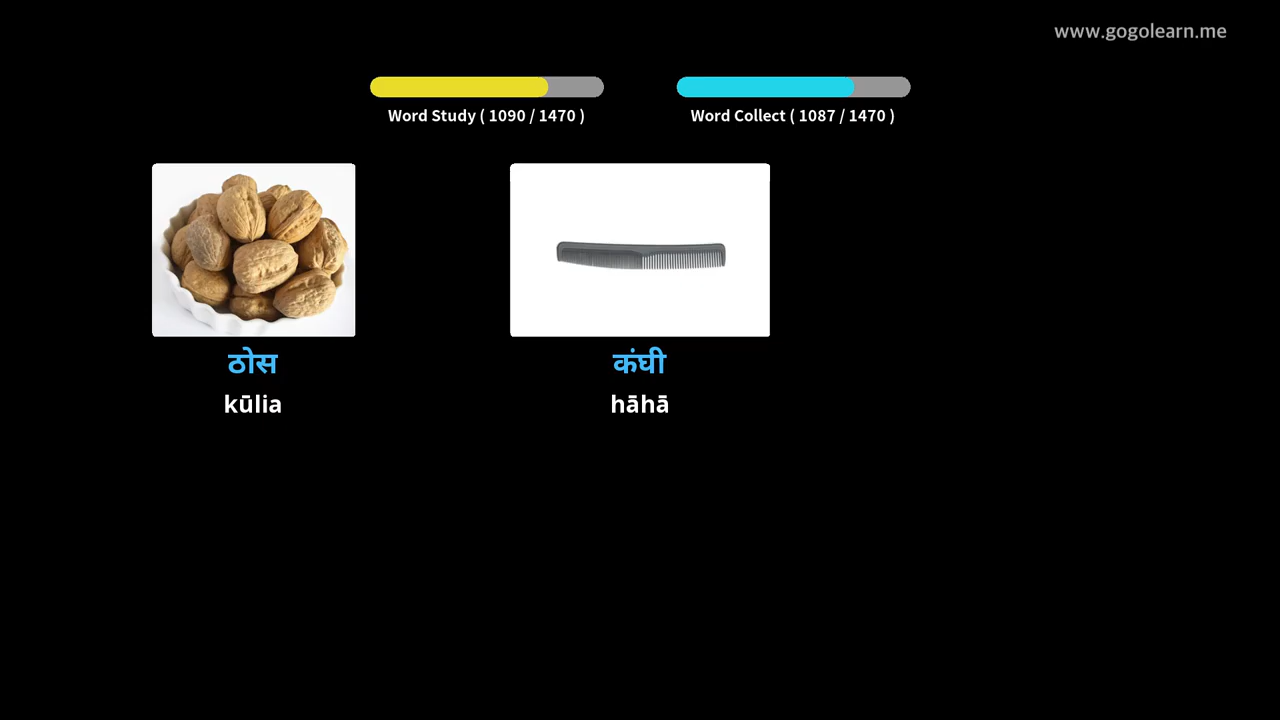 www.gogolearn.me
Word Study ( 1090 / 1470 )
Word Collect ( 1087 / 1470 )
ठोस
कंघी
kūlia
hāhā